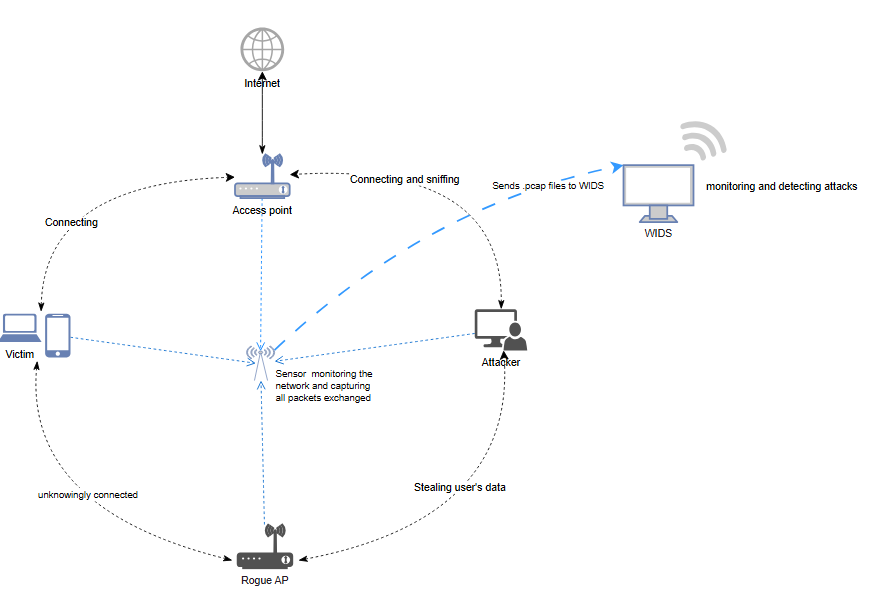 Internet
Access point
Connecting and sniffing
Sends .pcap files to WIDS
monitoring and detecting attacks
WIDS
Connecting
Victim
Attacker
Sensor monitoring the
network and capturing
all packets exchanged
unknowingly connected
Stealing user's data
Rogue AP